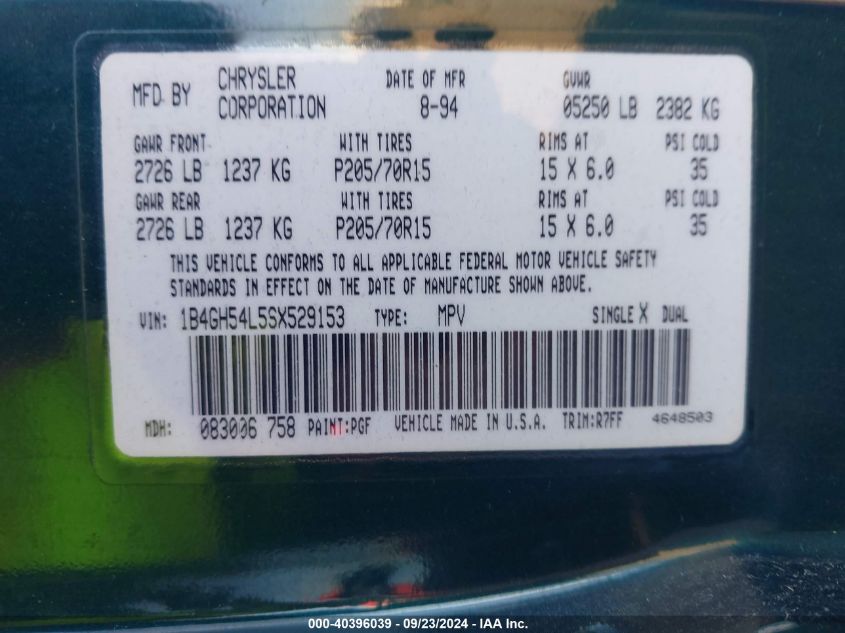 MFD BY CHRYSLER CORPORATION DATE OF MFR 8-94 GVWR 05250 LB 2382 KG
GAWR FRONT WITH TIRES RIMS AT PSI COLD
2726 LB 1237 KG P205/70R15 15 X 6.0 35
GAWR REAR WITH TIRES RIMS AT PSI COLD
2726 LB 1237 KG P205/70R15 15 X 6.0 35
THIS VEHICLE CONFORMS TO ALL APPLICABLE FEDERAL MOTOR VEHICLE SAFETY
STANDARDS IN EFFECT ON THE DATE OF MANUFACTURE SHOWN ABOVE.
VIN: 1B4GH54L5SX529153 TYPE: MPV SINGLE X DUAL
MDH: 083006 758 PAINT:PGF VEHICLE MADE IN U.S.A. TRIM:R7FF 4648503
000-40396039 - 09/23/2024 - IAA Inc.